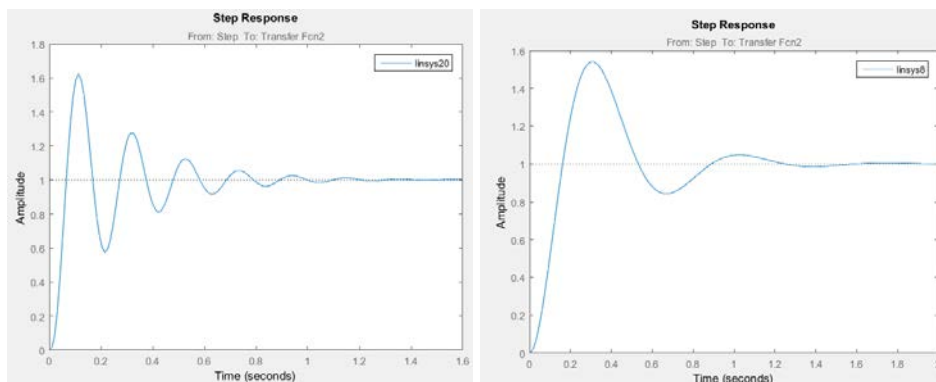 Step Response
From: Step To: Transfer Fcn2
linsys20
Amplitude
1.8
1.6
1.4
1.2
1
0.8
0.6
0.4
0.2
0
0 0.2 0.4 0.6 0.8 1 1.2 1.4 1.6
Time (seconds)
Step Response
From: Step To: Transfer Fcn2
linsys8
Amplitude
1.6
1.4
1.2
1
0.8
0.6
0.4
0.2
0
0 0.2 0.4 0.6 0.8 1 1.2 1.4 1.6 1.8
Time (seconds)